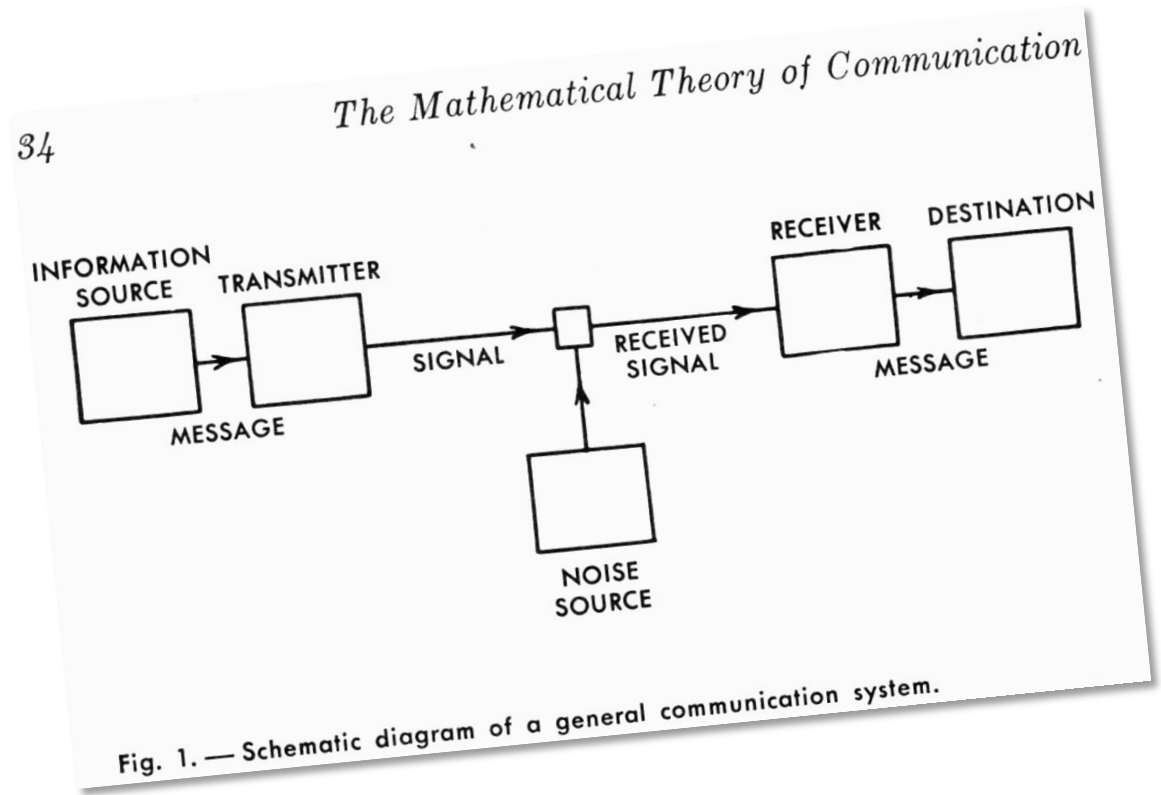 The Mathematical Theory of Communication
34
INFORMATION
SOURCE
TRANSMITTER
RECEIVER
DESTINATION
SIGNAL
RECEIVED
SIGNAL
MESSAGE
MESSAGE
NOISE
SOURCE
Fig. 1. — Schematic diagram of a general communication system.